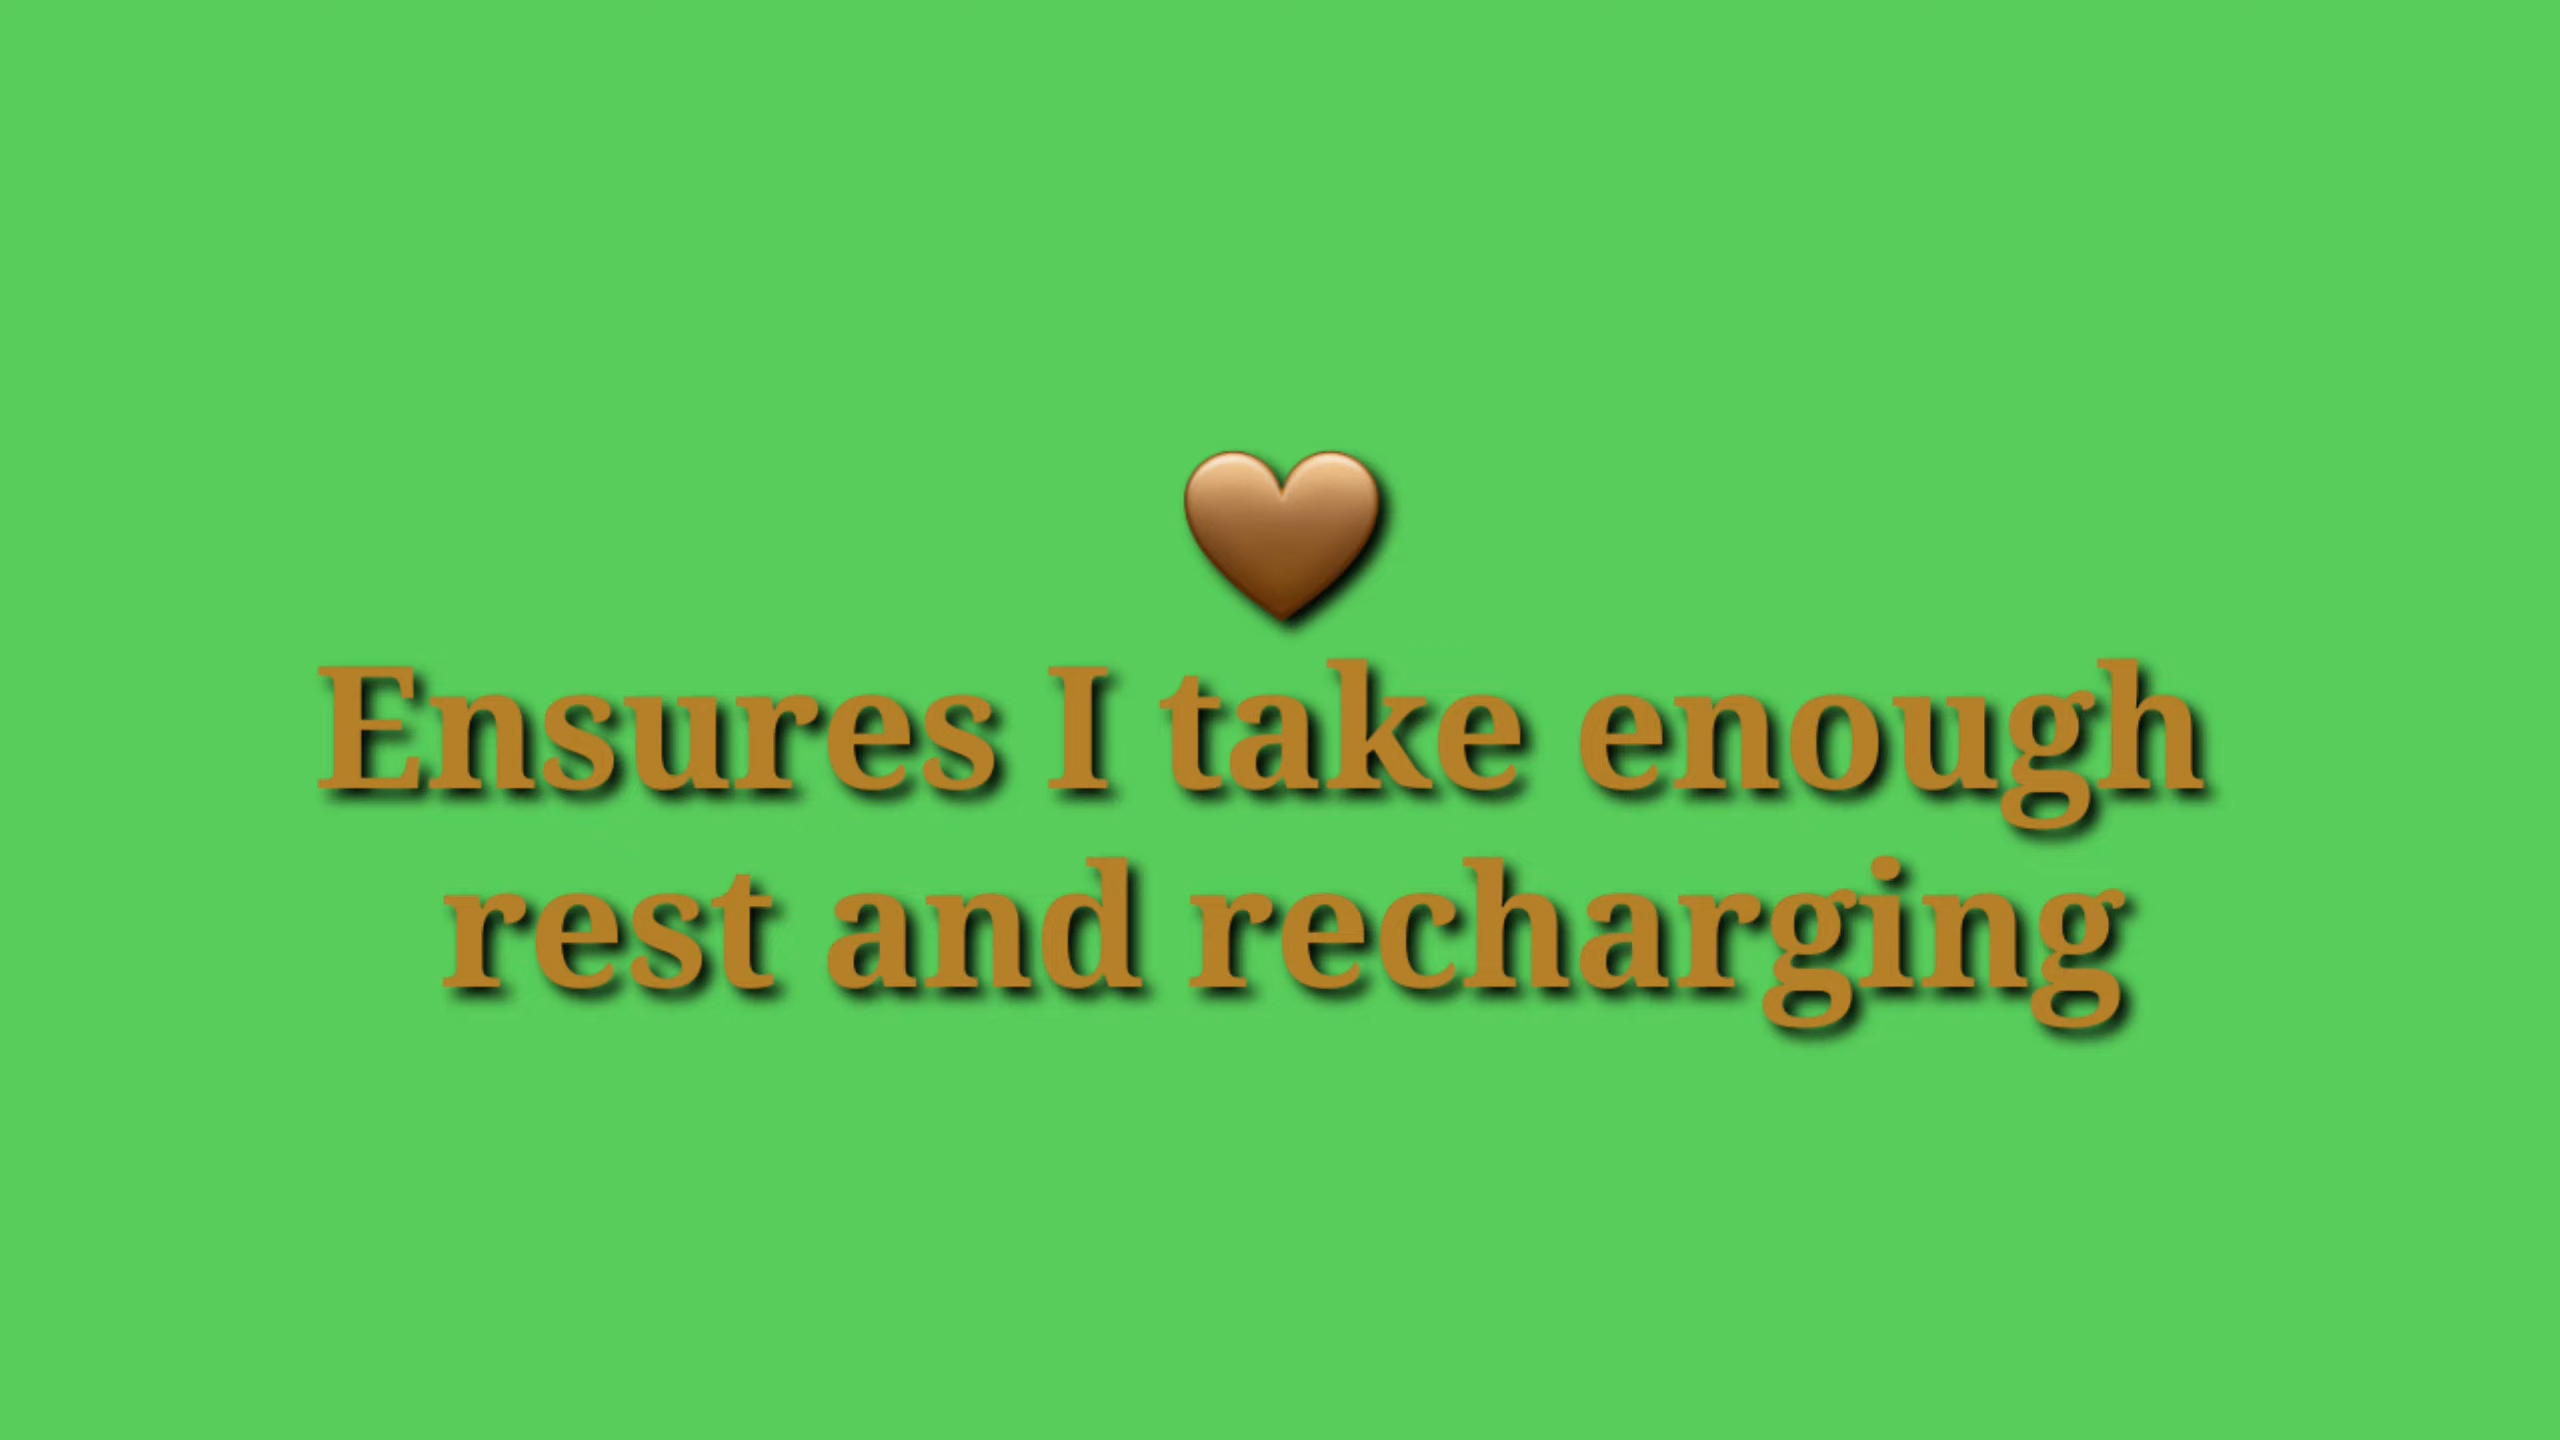 🤎
Ensures I take enough
rest and recharging